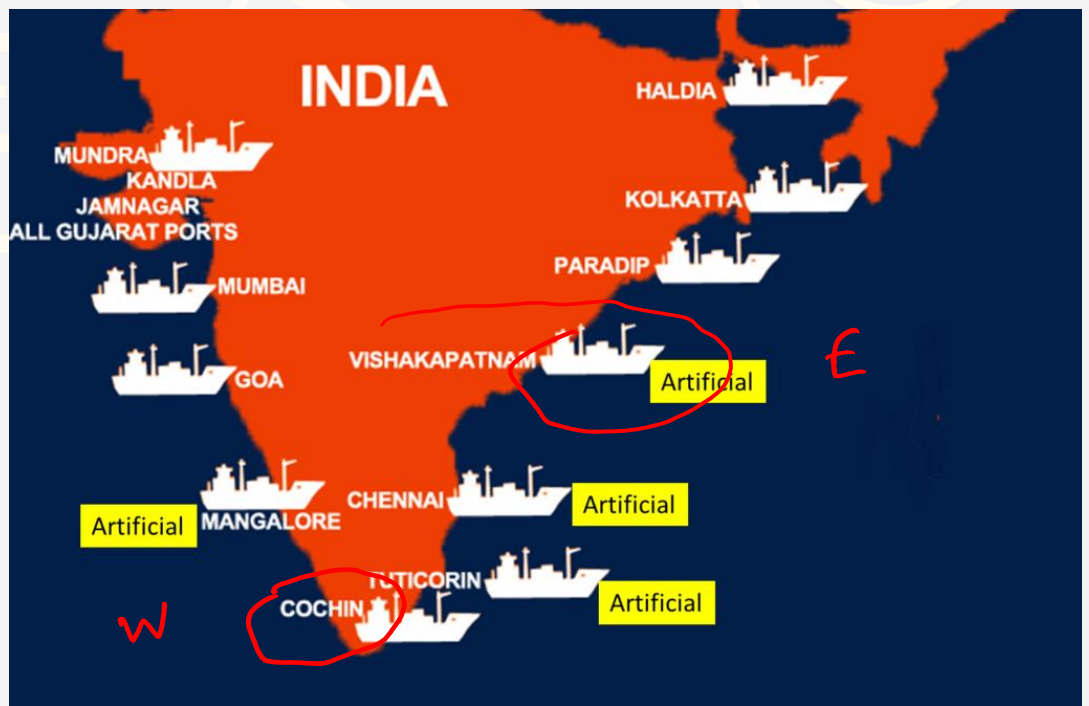 INDIA
HALDIA
MUNDRA
KANDLA
JAMNAGAR
ALL GUJARAT PORTS
KOLKATTA
PARADIP
MUMBAI
VISHAKAPATNAM
E
Artificial
GOA
CHENNAI
Artificial
Artificial
MANGALORE
TUTICORIN
Artificial
COCHIN
W